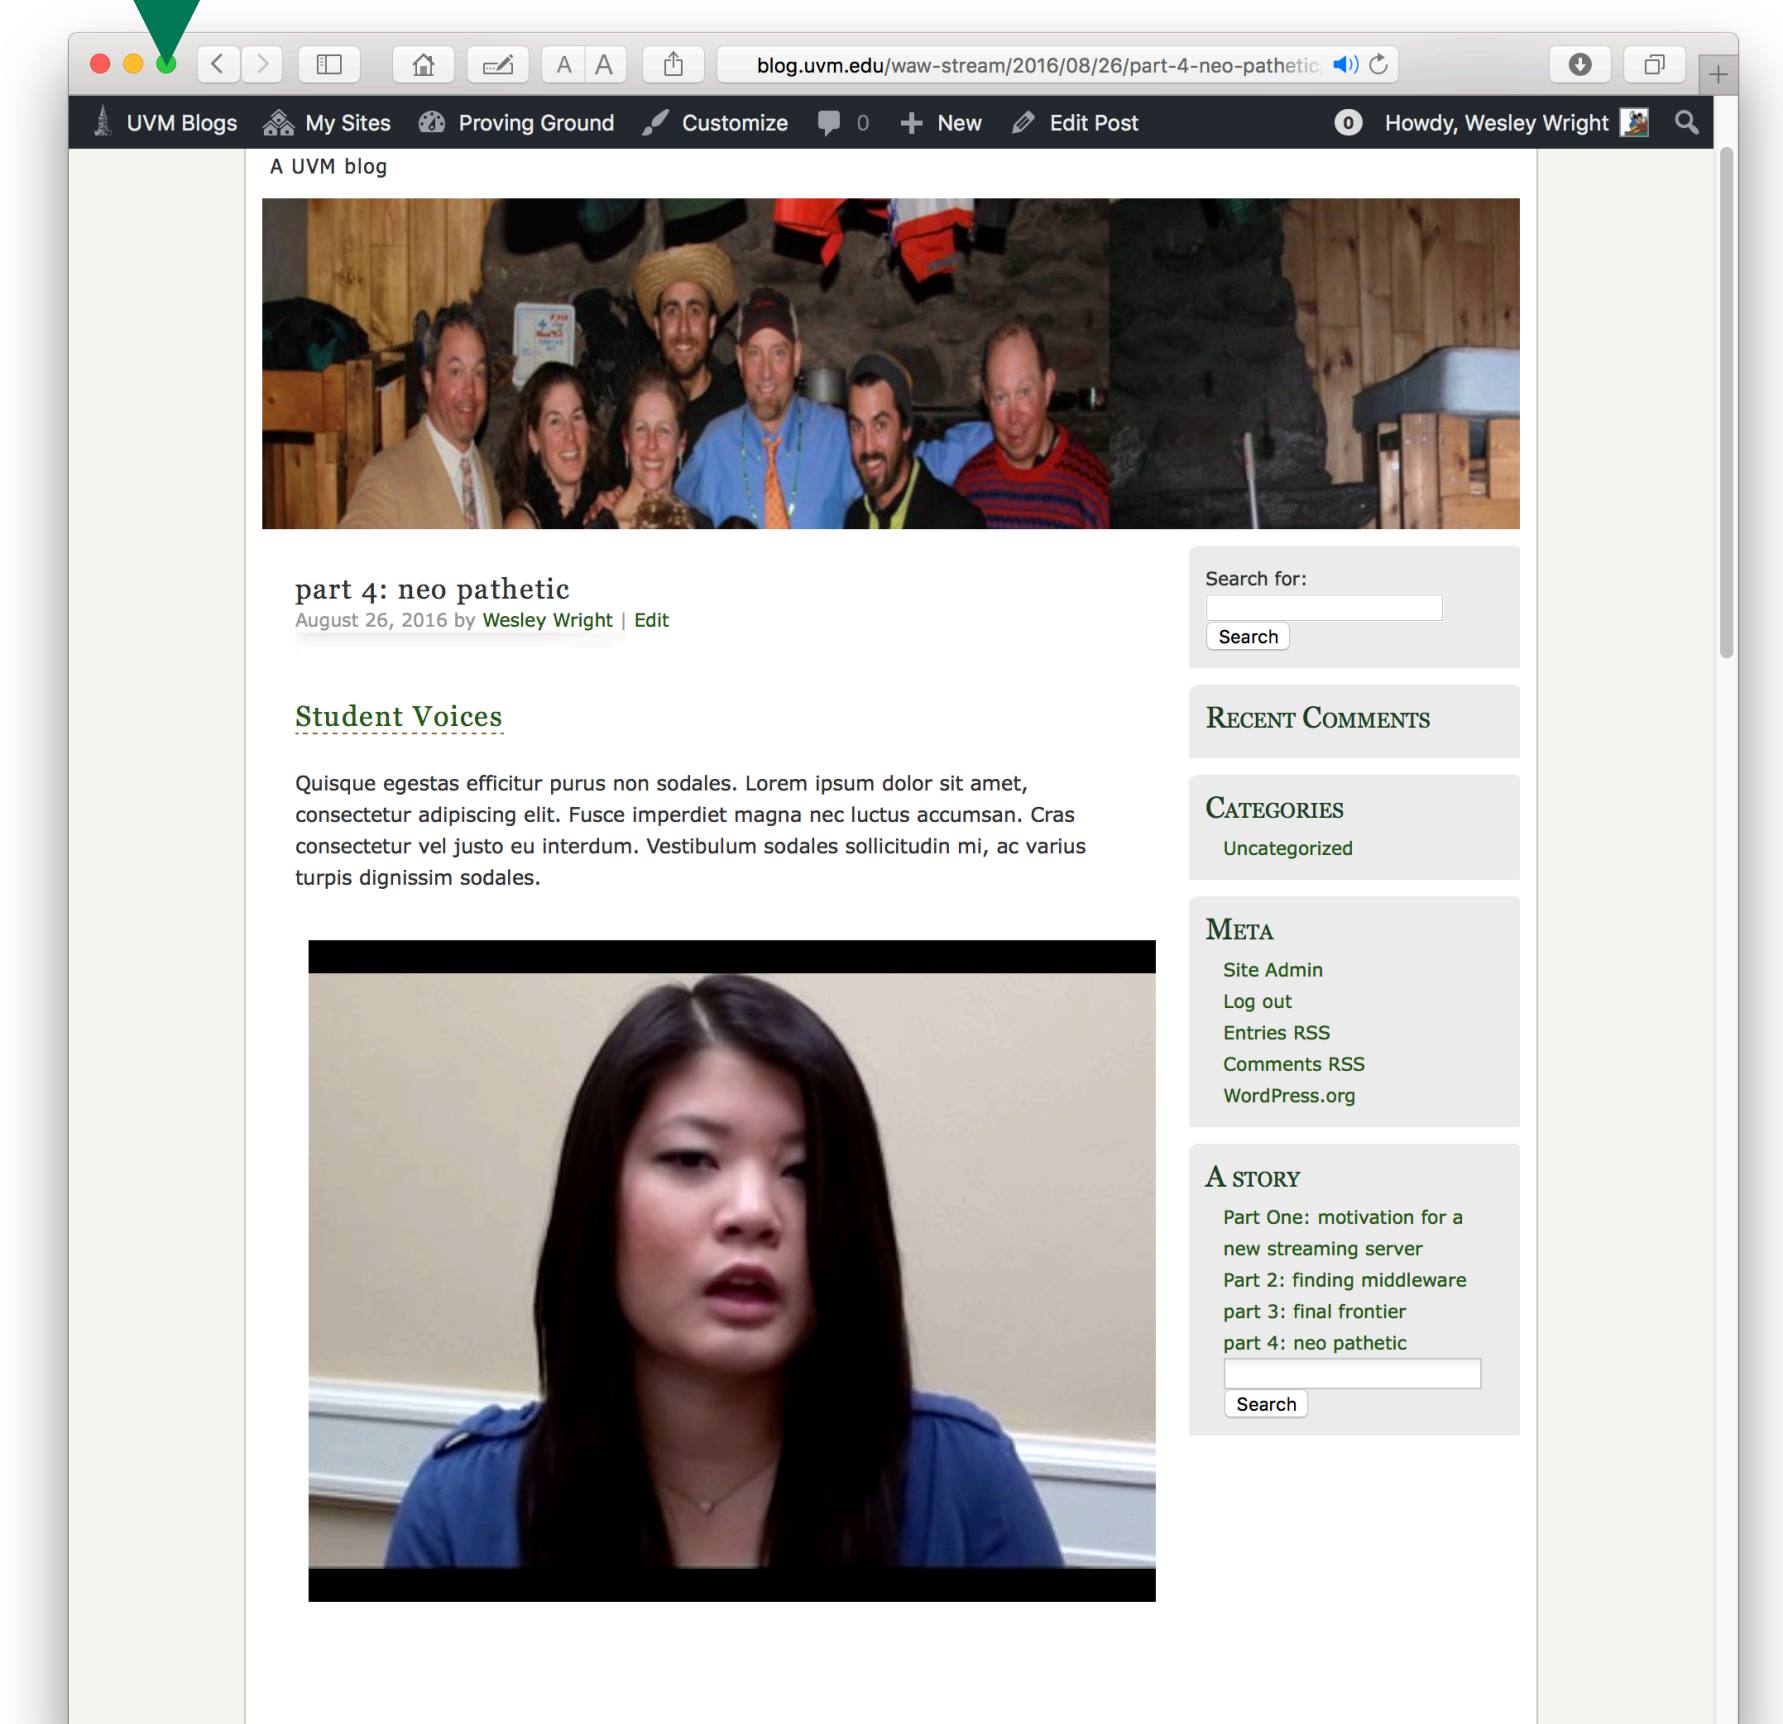 A A
blog.uvm.edu/waw-stream/2016/08/26/part-4-neo-pathetic
UVM Blogs My Sites Proving Ground Customize 0 New Edit Post 0 Howdy, Wesley Wright
A UVM blog
part 4: neo pathetic
August 26, 2016 by Wesley Wright | Edit
Student Voices
Quisque egestas efficitur purus non sodales. Lorem ipsum dolor sit amet,
consectetur adipiscing elit. Fusce imperdiet magna nec luctus accumsan. Cras
consectetur vel justo eu interdum. Vestibulum sodales sollicitudin mi, ac varius
turpis dignissim sodales.
Search for:
Search
Recent Comments
Categories
Uncategorized
Meta
Site Admin
Log out
Entries RSS
Comments RSS
WordPress.org
A story
Part One: motivation for a
new streaming server
Part 2: finding middleware
part 3: final frontier
part 4: neo pathetic
Search